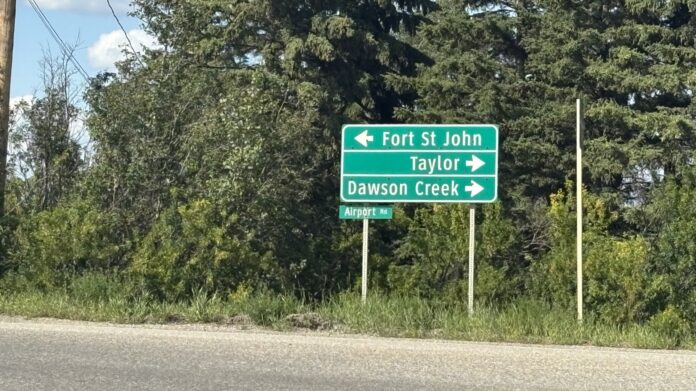 ← Fort St John
Taylor →
Dawson Creek →
Airport Rd